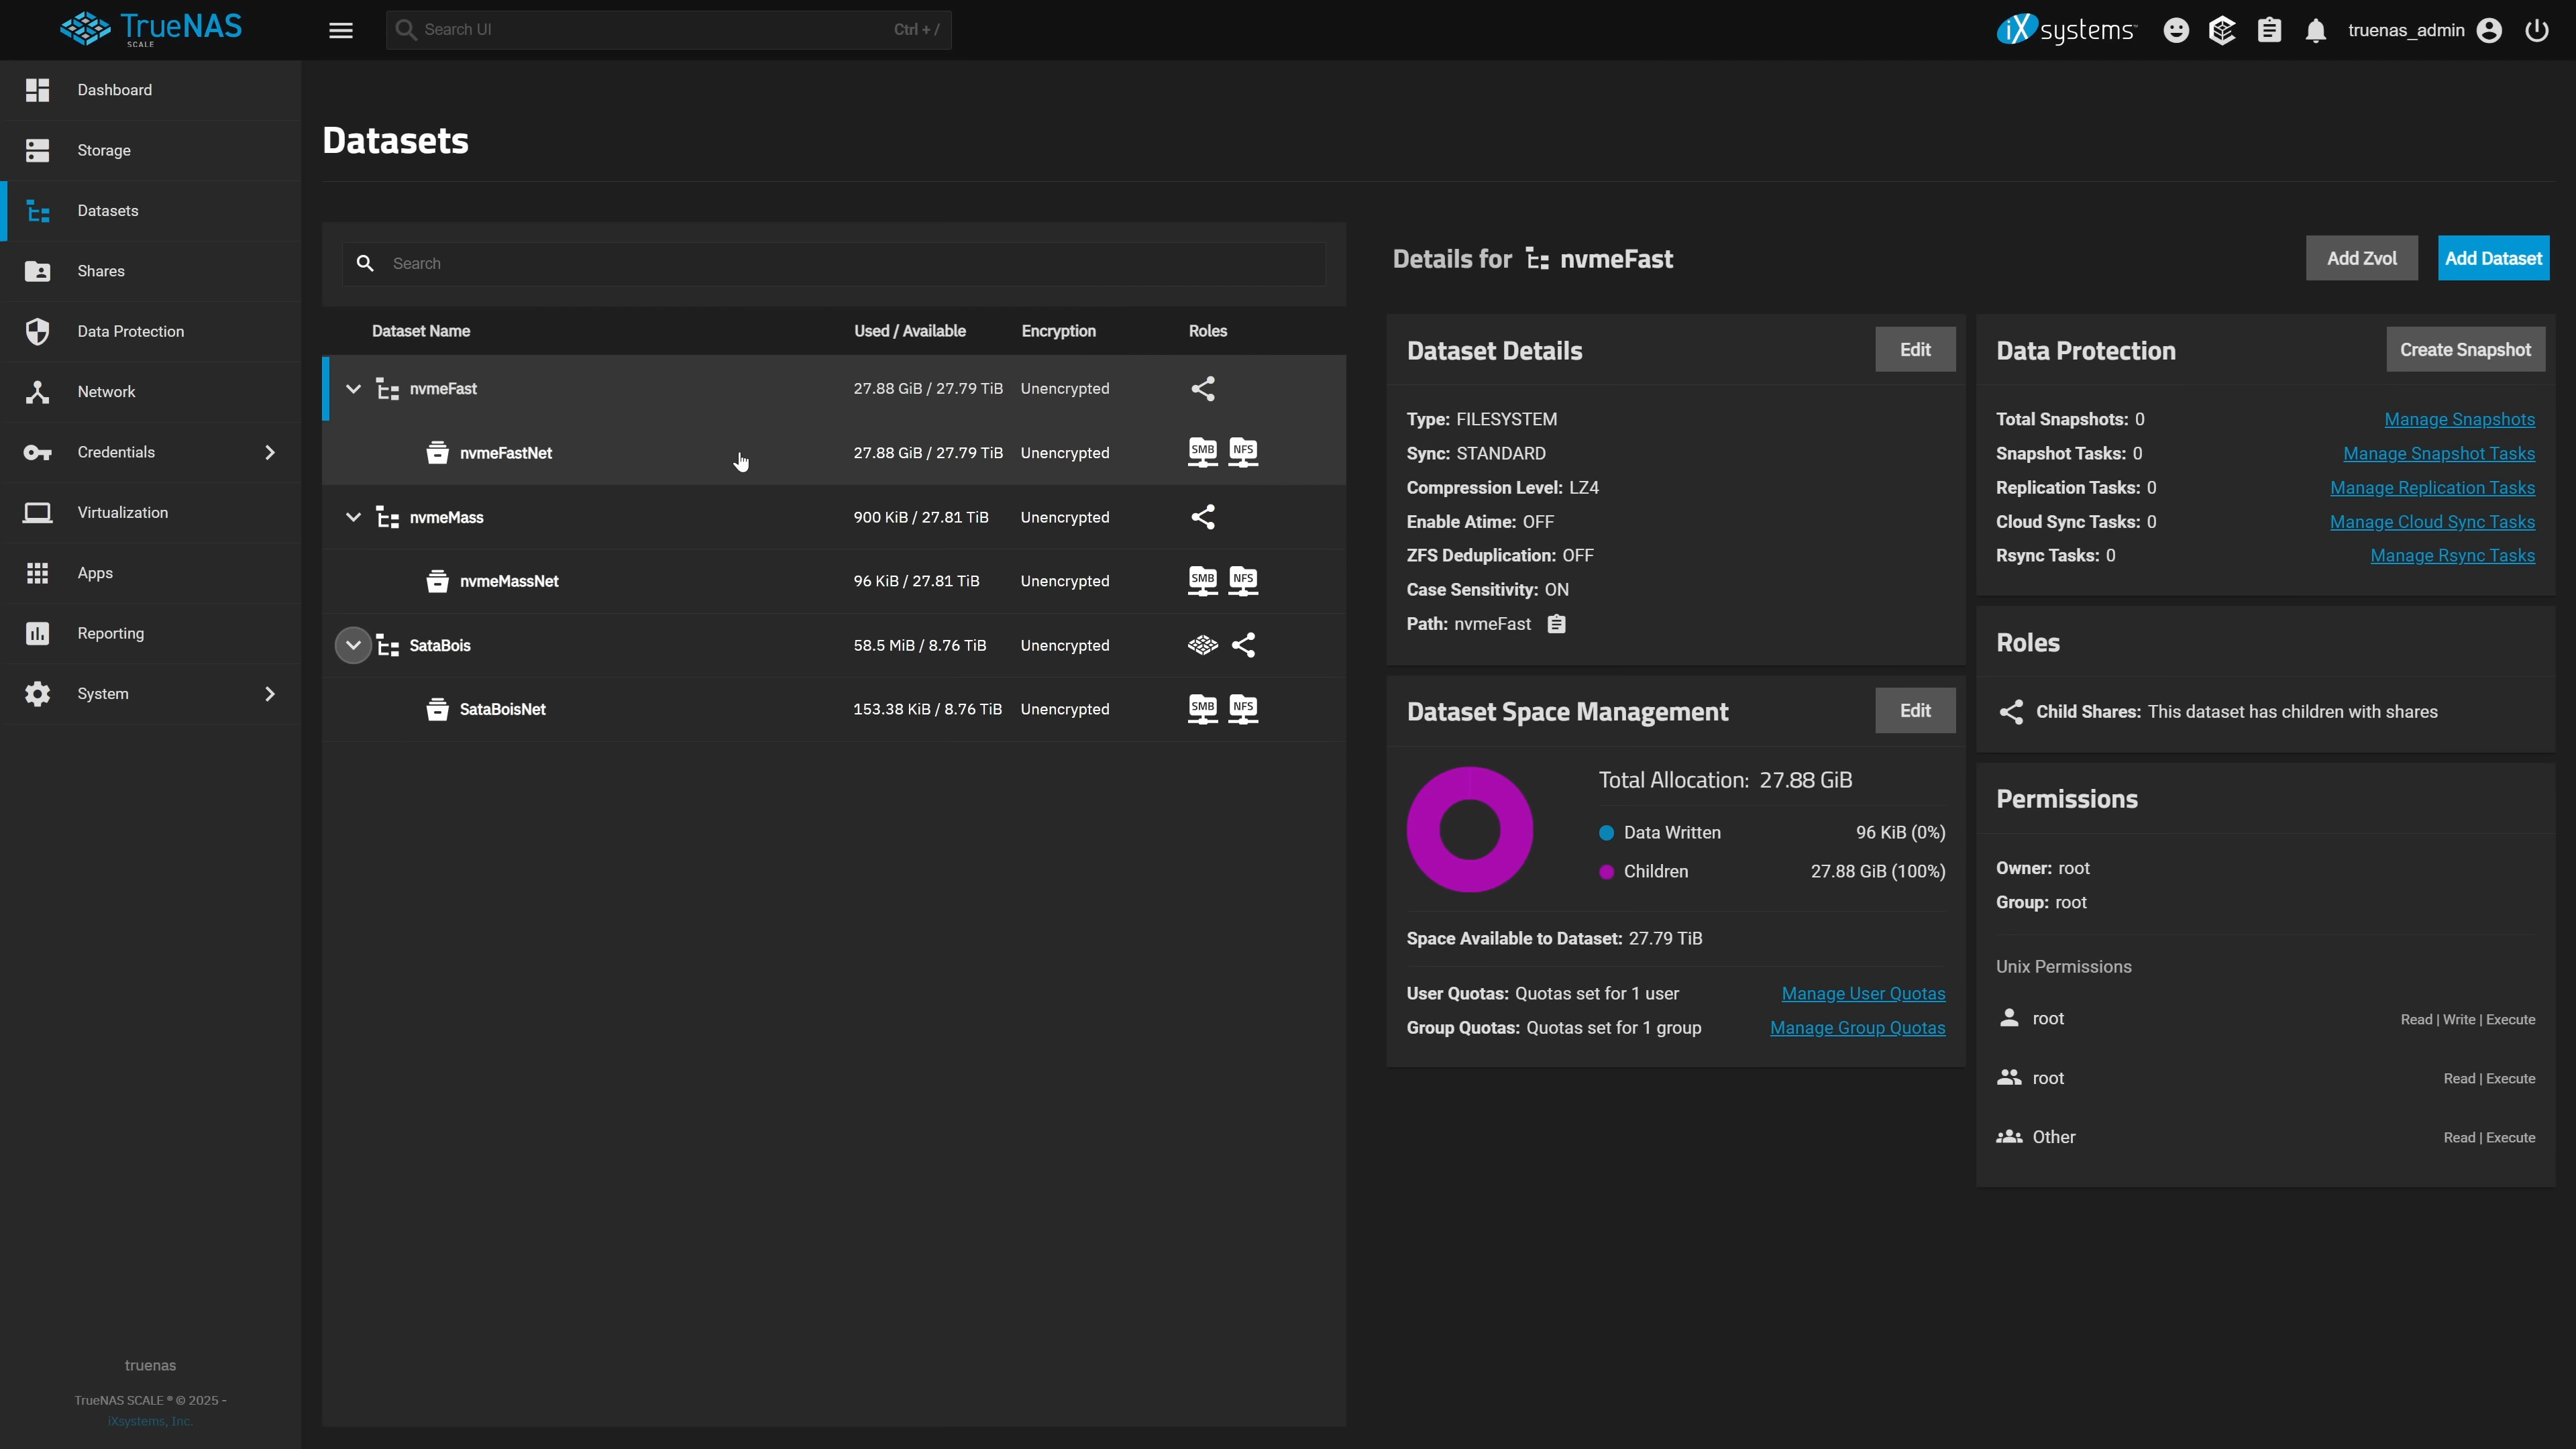 TrueNAS
SCALE
Search UI
Ctrl + /
iXsystems™
truenas_admin
Dashboard
Storage
Datasets
Shares
Data Protection
Network
Credentials
Virtualization
Apps
Reporting
System
truenas
TrueNAS SCALE ® © 2025 -
iXsystems, Inc.
Datasets
Search
Dataset Name Used / Available Encryption Roles
nvmeFast 27.88 GiB / 27.79 TiB Unencrypted
nvmeFastNet 27.88 GiB / 27.79 TiB Unencrypted SMB NFS
nvmeMass 900 KiB / 27.81 TiB Unencrypted
nvmeMassNet 96 KiB / 27.81 TiB Unencrypted SMB NFS
SataBois 58.5 MiB / 8.76 TiB Unencrypted
SataBoisNet 153.38 KiB / 8.76 TiB Unencrypted SMB NFS
Details for nvmeFast
Add Zvol
Add Dataset
Dataset Details
Edit
Type: FILESYSTEM
Sync: STANDARD
Compression Level: LZ4
Enable Atime: OFF
ZFS Deduplication: OFF
Case Sensitivity: ON
Path: nvmeFast
Dataset Space Management
Edit
Total Allocation: 27.88 GiB
Data Written 96 KiB (0%)
Children 27.88 GiB (100%)
Space Available to Dataset: 27.79 TiB
User Quotas: Quotas set for 1 user Manage User Quotas
Group Quotas: Quotas set for 1 group Manage Group Quotas
Data Protection
Create Snapshot
Total Snapshots: 0 Manage Snapshots
Snapshot Tasks: 0 Manage Snapshot Tasks
Replication Tasks: 0 Manage Replication Tasks
Cloud Sync Tasks: 0 Manage Cloud Sync Tasks
Rsync Tasks: 0 Manage Rsync Tasks
Roles
Child Shares: This dataset has children with shares
Permissions
Owner: root
Group: root
Unix Permissions
root Read | Write | Execute
root Read | Execute
Other Read | Execute